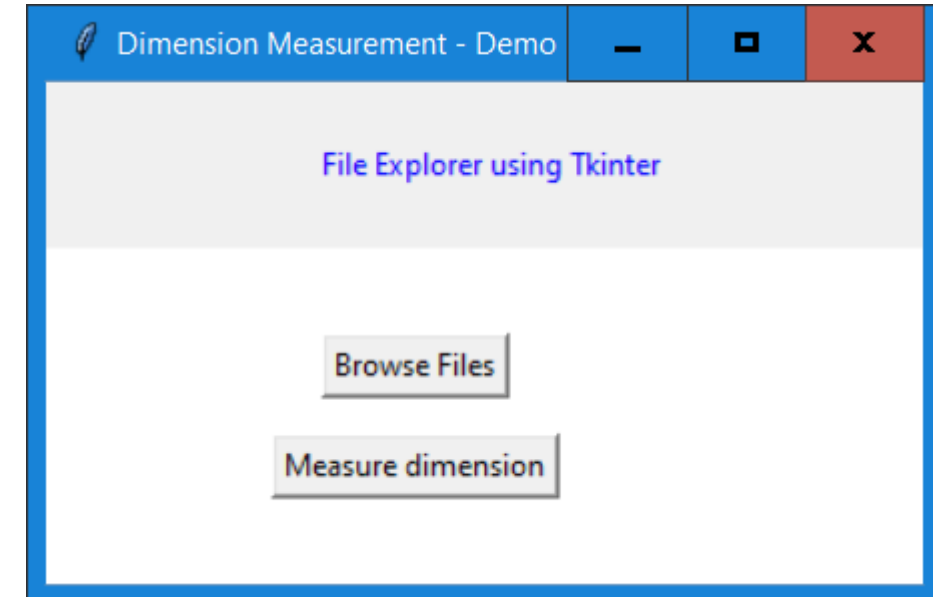 Dimension Measurement - Demo
File Explorer using Tkinter
Browse Files
Measure dimension